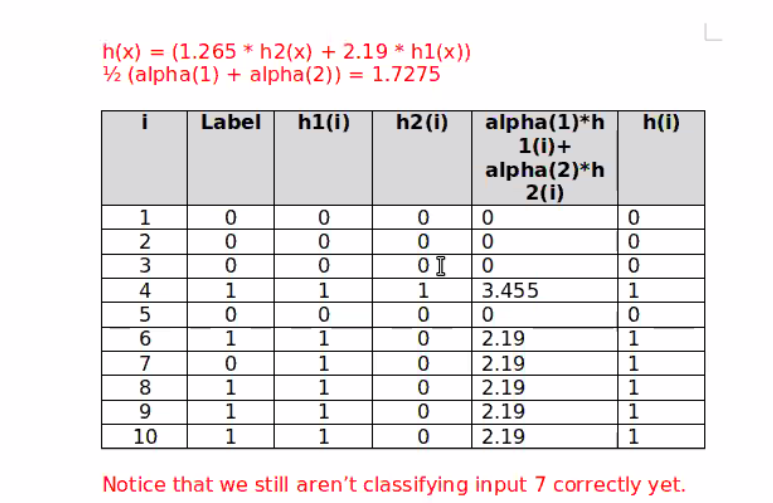 h(x) = (1.265 * h2(x) + 2.19 * h1(x))
½ (alpha(1) + alpha(2)) = 1.7275
i Label h1(i) h2(i) alpha(1)*h h(i)
1(i)+
alpha(2)*h
2(i)
1 0 0 0 0 0
2 0 0 0 0 0
3 0 0 0 0 0
4 1 1 1 3.455 1
5 0 0 0 0 0
6 1 1 0 2.19 1
7 0 1 0 2.19 1
8 1 1 0 2.19 1
9 1 1 0 2.19 1
10 1 1 0 2.19 1
Notice that we still aren't classifying input 7 correctly yet.